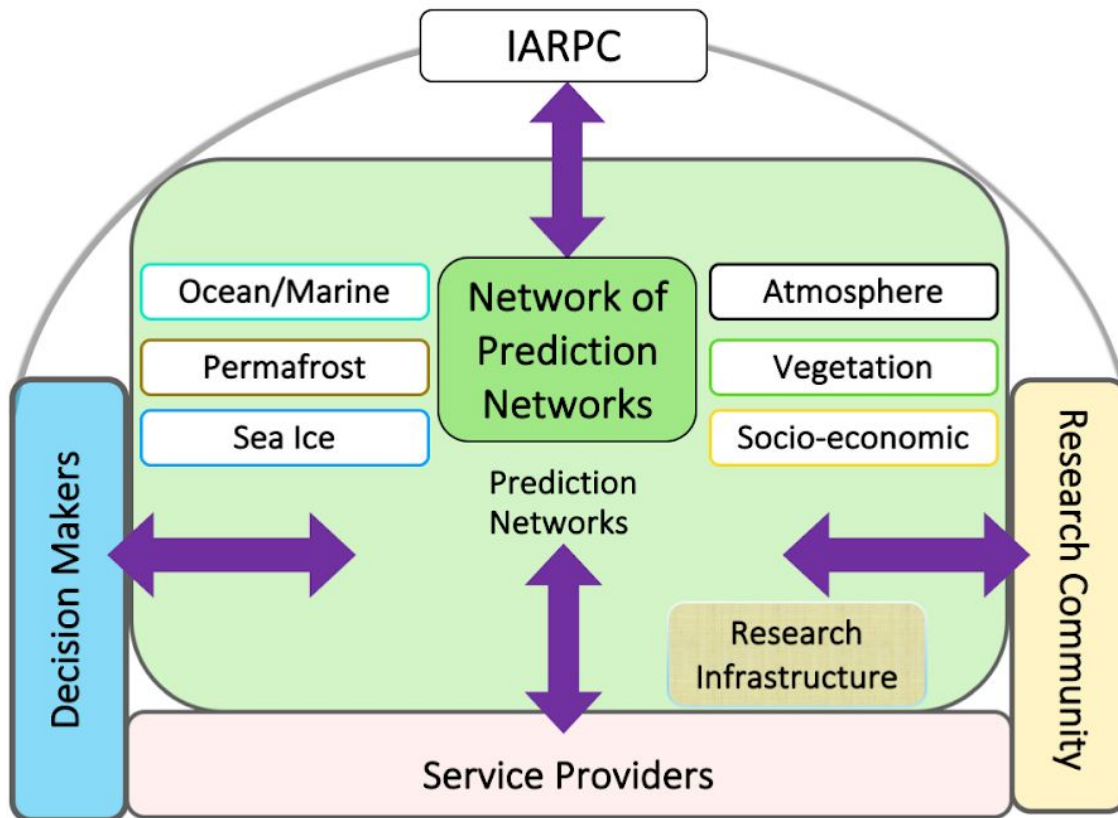 IARPC
Ocean/Marine
Permafrost
Sea Ice
Network of
Prediction
Networks
Atmosphere
Vegetation
Socio-economic
Prediction
Networks
Decision Makers
Research Community
Research
Infrastructure
Service Providers